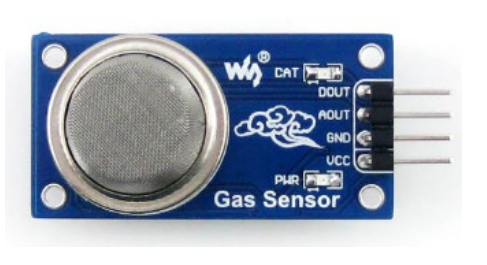 W® CAT
DOUT
AOUT
GND
VCC
PWR
Gas Sensor